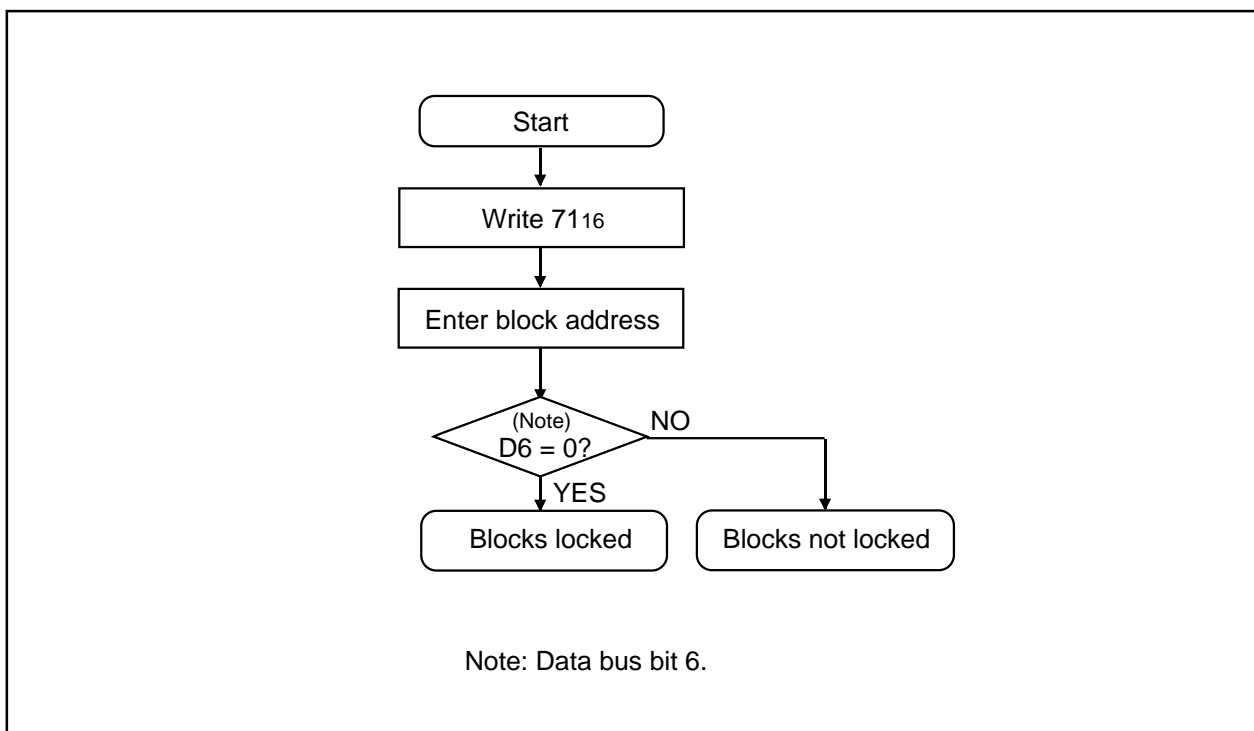 Start
Write 7116
Enter block address
(Note)
D6 = 0?
NO
YES
Blocks locked
Blocks not locked
Note: Data bus bit 6.